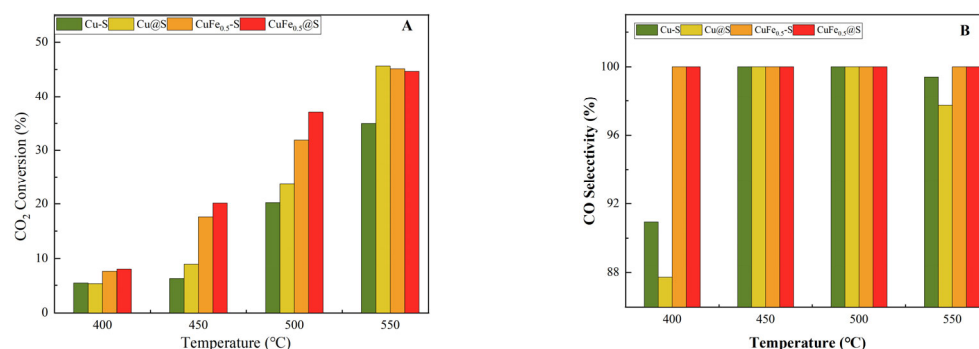 Cu-S Cu@S CuFe0.5-S CuFe0.5@S
A
50
40
30
20
10
0
CO2 Conversion (%)
400 450 500 550
Temperature (°C)
Cu-S Cu@S CuFe0.5-S CuFe0.5@S
B
100
96
92
88
CO Selecctivity (%)
400 450 500 550
Temperature (°C)